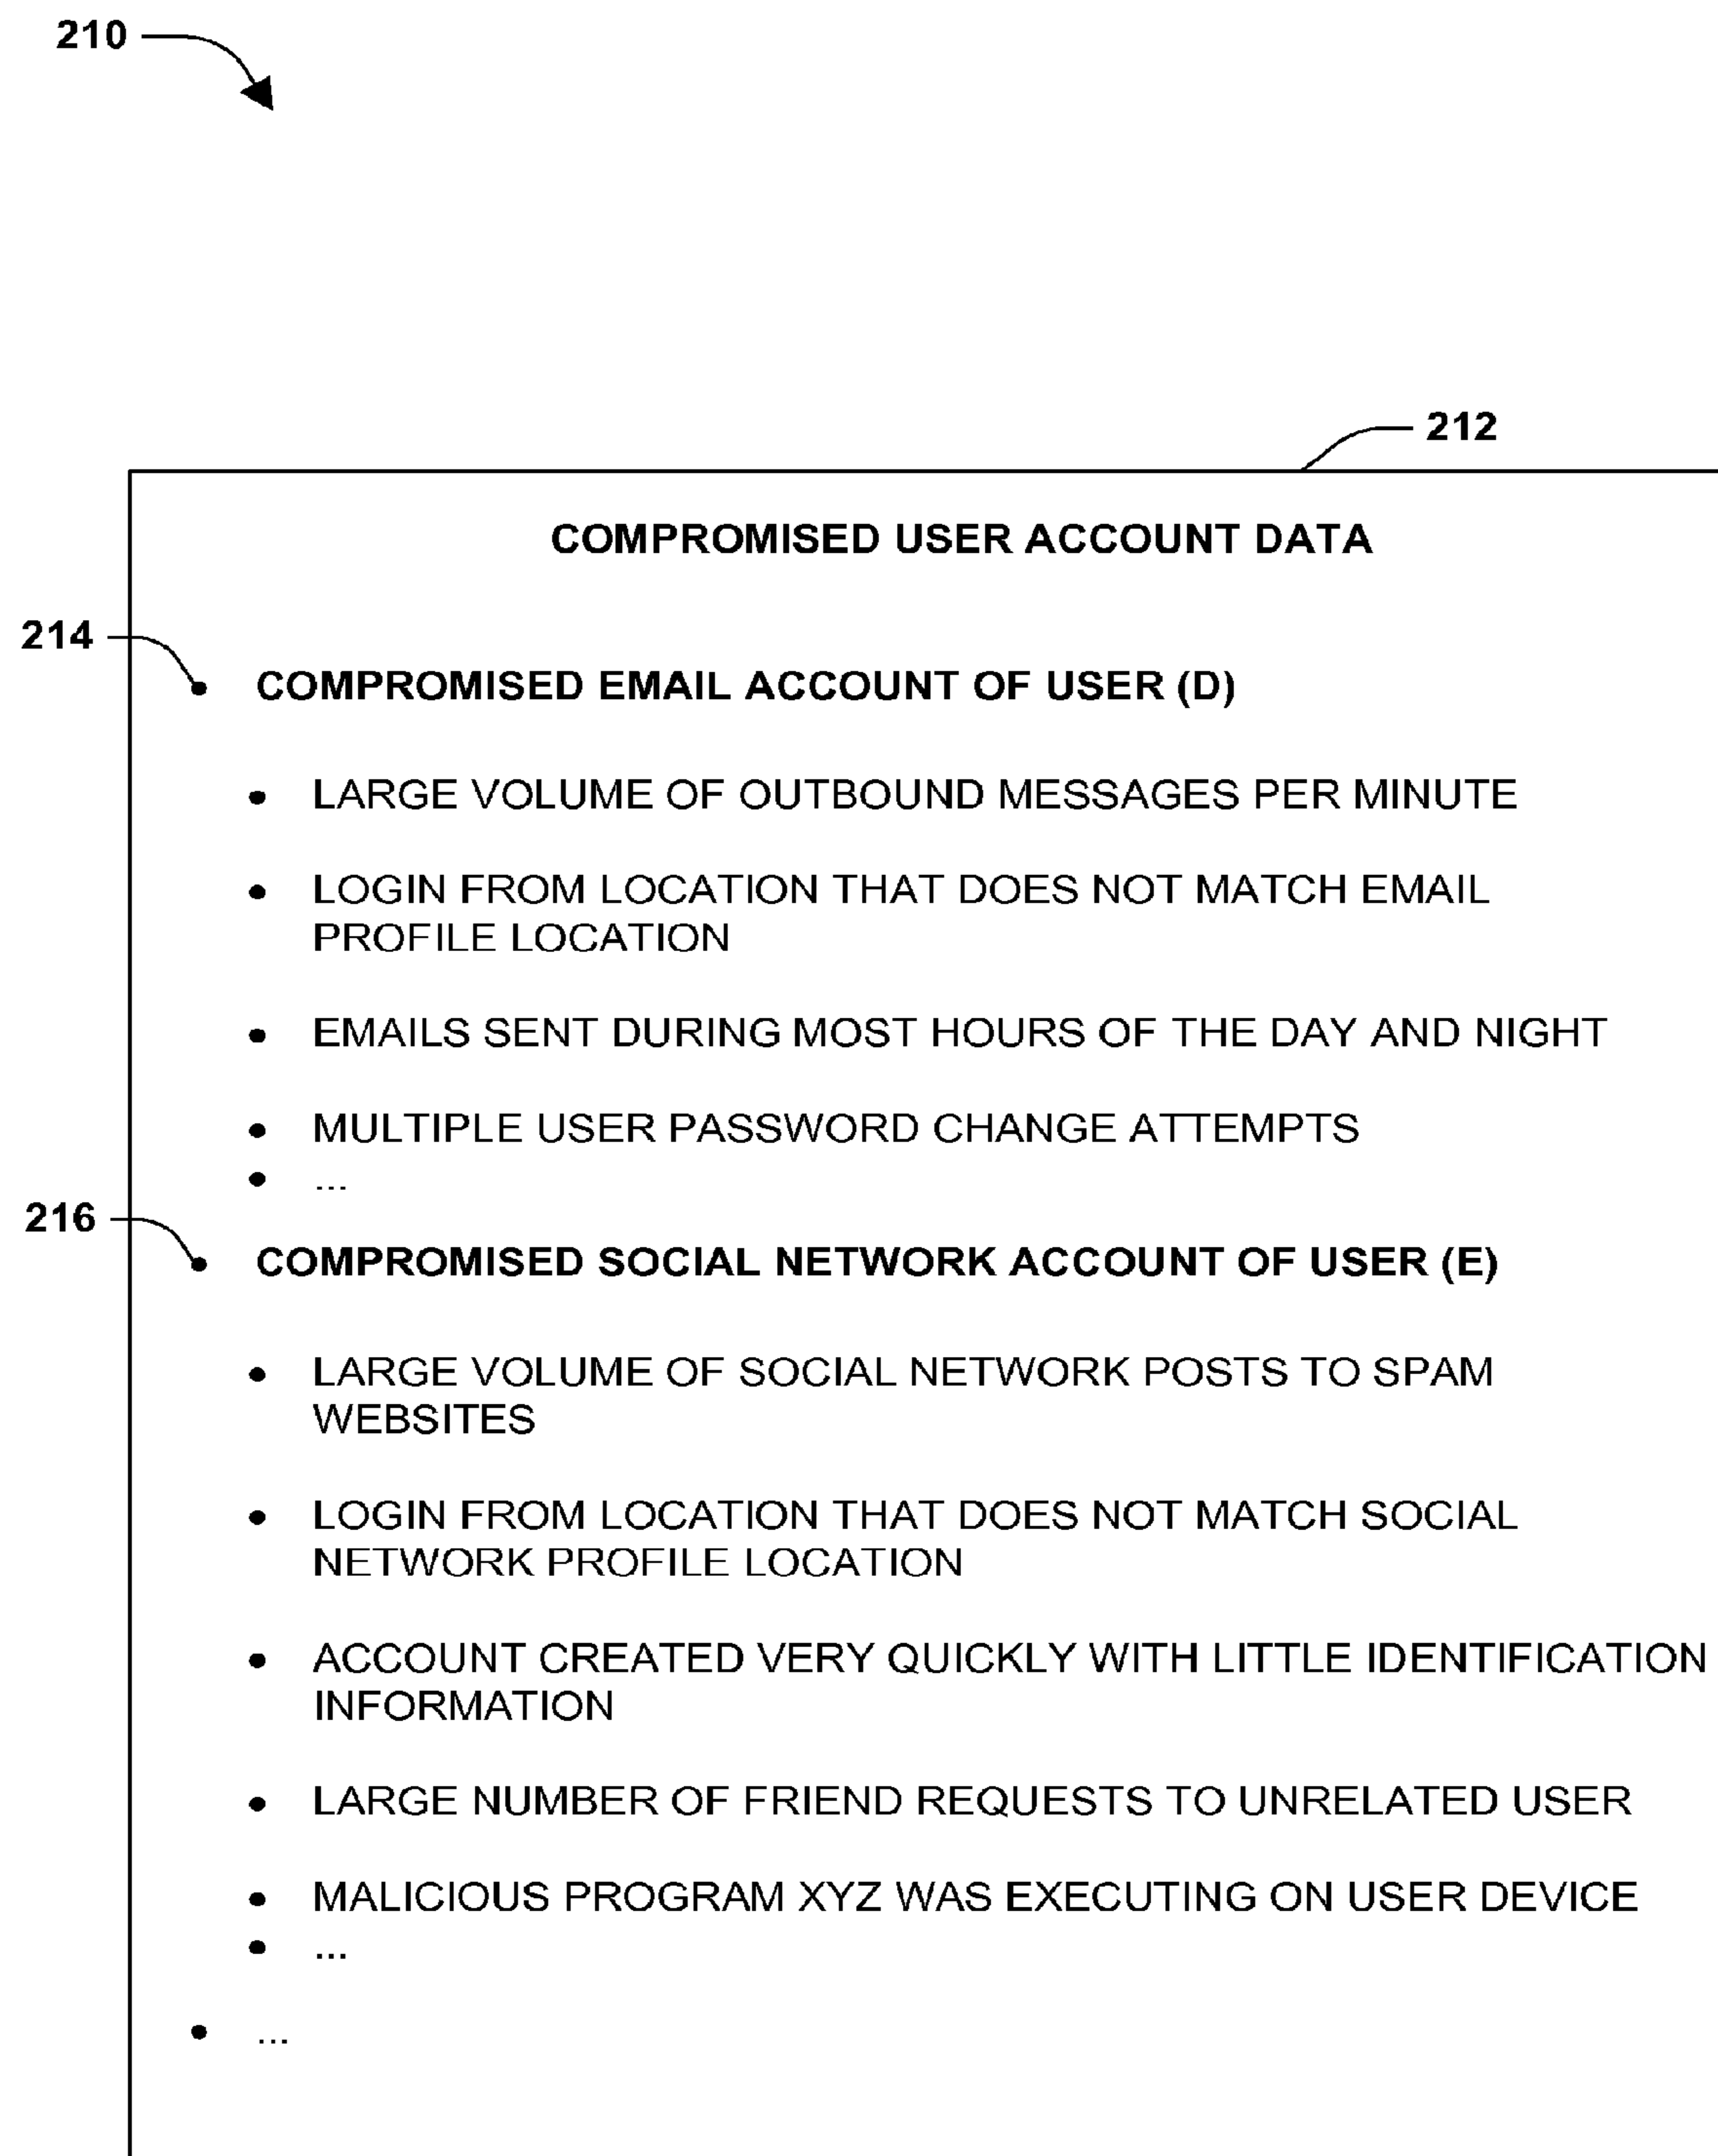 210
212
COMPROMISED USER ACCOUNT DATA
214
• COMPROMISED EMAIL ACCOUNT OF USER (D)
• LARGE VOLUME OF OUTBOUND MESSAGES PER MINUTE
• LOGIN FROM LOCATION THAT DOES NOT MATCH EMAIL
PROFILE LOCATION
• EMAILS SENT DURING MOST HOURS OF THE DAY AND NIGHT
• MULTIPLE USER PASSWORD CHANGE ATTEMPTS
• ...
216
• COMPROMISED SOCIAL NETWORK ACCOUNT OF USER (E)
• LARGE VOLUME OF SOCIAL NETWORK POSTS TO SPAM
WEBSITES
• LOGIN FROM LOCATION THAT DOES NOT MATCH SOCIAL
NETWORK PROFILE LOCATION
• ACCOUNT CREATED VERY QUICKLY WITH LITTLE IDENTIFICATION
INFORMATION
• LARGE NUMBER OF FRIEND REQUESTS TO UNRELATED USER
• MALICIOUS PROGRAM XYZ WAS EXECUTING ON USER DEVICE
• ...
• ...